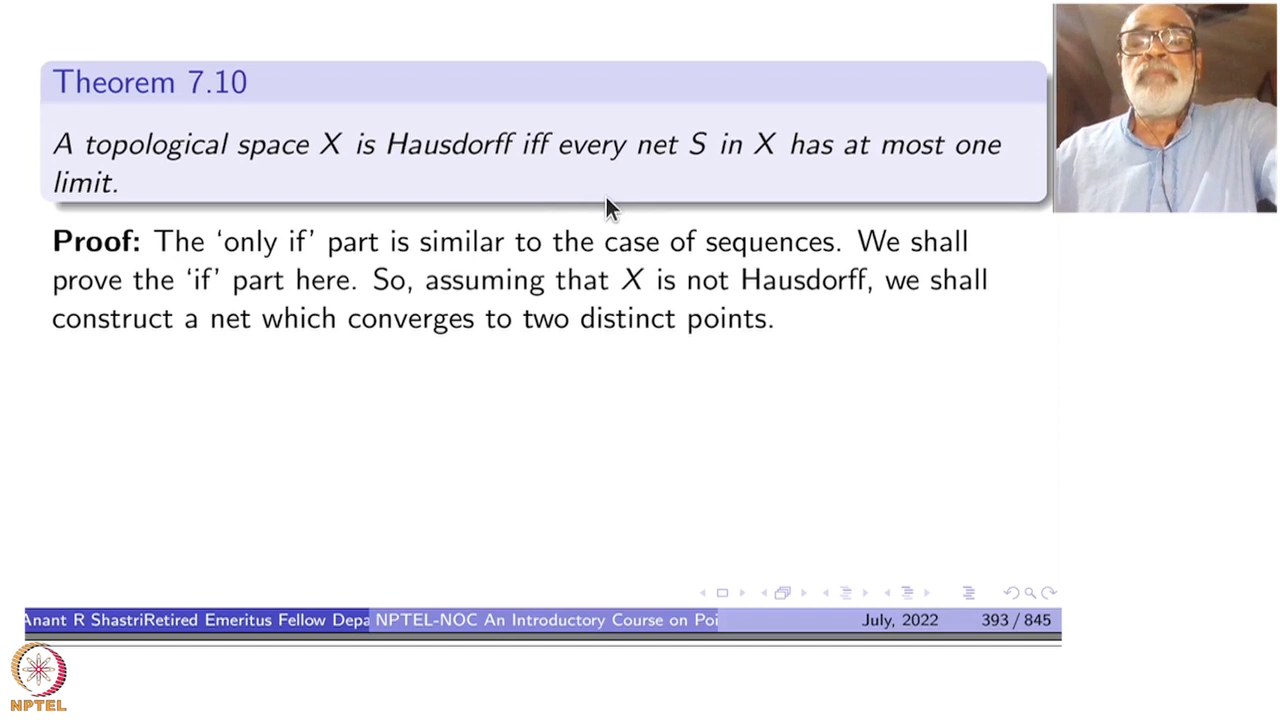 Theorem 7.10
A topological space X is Hausdorff iff every net S in X has at most one
limit.
Proof: The ‘only if’ part is similar to the case of sequences. We shall
prove the ‘if’ part here. So, assuming that X is not Hausdorff, we shall
construct a net which converges to two distinct points.
Anant R ShastriRetired Emeritus Fellow Depa NPTEL-NOC An Introductory Course on Poi July, 2022 393 / 845
NPTEL